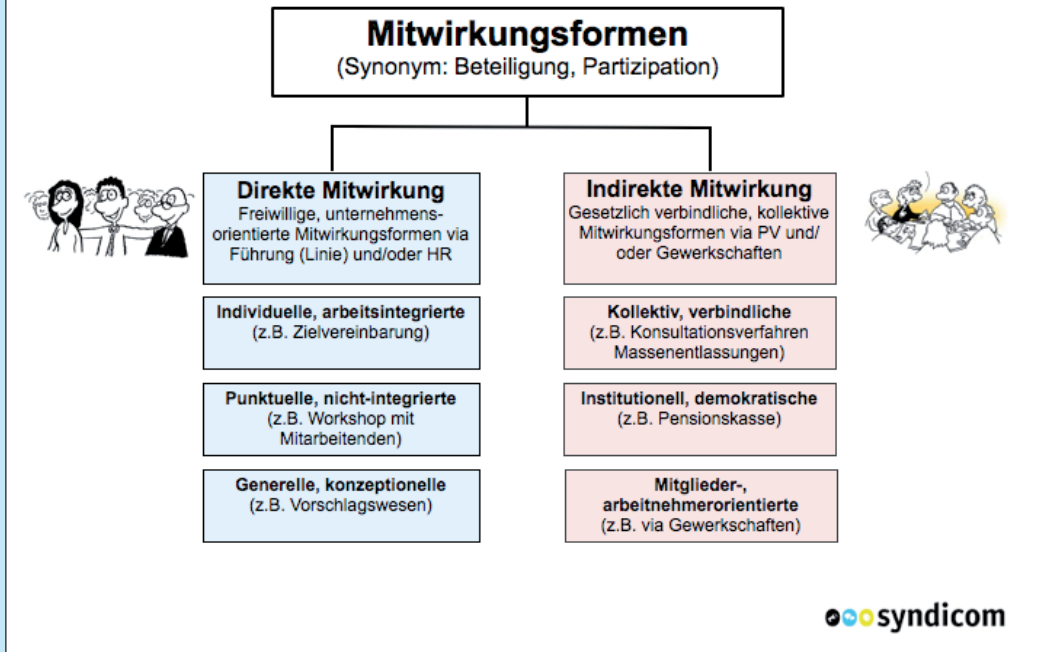 Mitwirkungsformen
(Synonym: Beteiligung, Partizipation)
Direkte Mitwirkung
Freiwillige, unternehmens-
orientierte Mitwirkungsformen via
Führung (Linie) und/oder HR
Individuelle, arbeitsintegrierte
(z.B. Zielvereinbarung)
Punktuelle, nicht-integrierte
(z.B. Workshop mit
Mitarbeitenden)
Generelle, konzeptionelle
(z.B. Vorschlagswesen)
Indirekte Mitwirkung
Gesetzlich verbindliche, kollektive
Mitwirkungsformen via PV und/
oder Gewerkschaften
Kollektiv, verbindliche
(z.B. Konsultationsverfahren
Massenentlassungen)
Institutionell, demokratische
(z.B. Pensionskasse)
Mitglieder-,
arbeitnehmerorientierte
(z.B. via Gewerkschaften)
syndicom